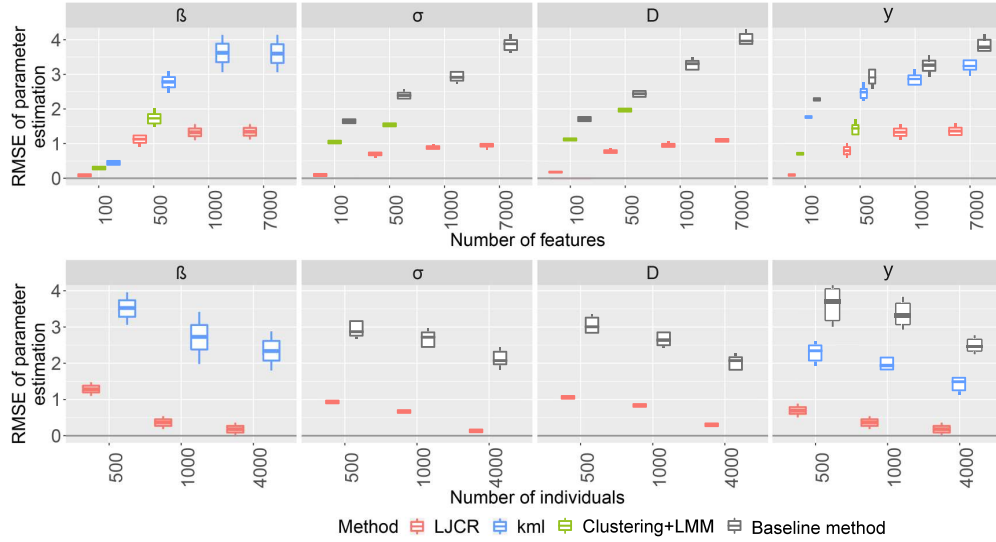 ß σ D y
RMSE of parameter
estimation
4
3
2
1
0
100 500 1000 7000 100 500 1000 7000 100 500 1000 7000 100 500 1000 7000
Number of features
ß σ D y
RMSE of parameter
estimation
4
3
2
1
0
500 1000 4000 500 1000 4000 500 1000 4000 500 1000 4000
Number of individuals
Method LJCR kml Clustering+LMM Baseline method